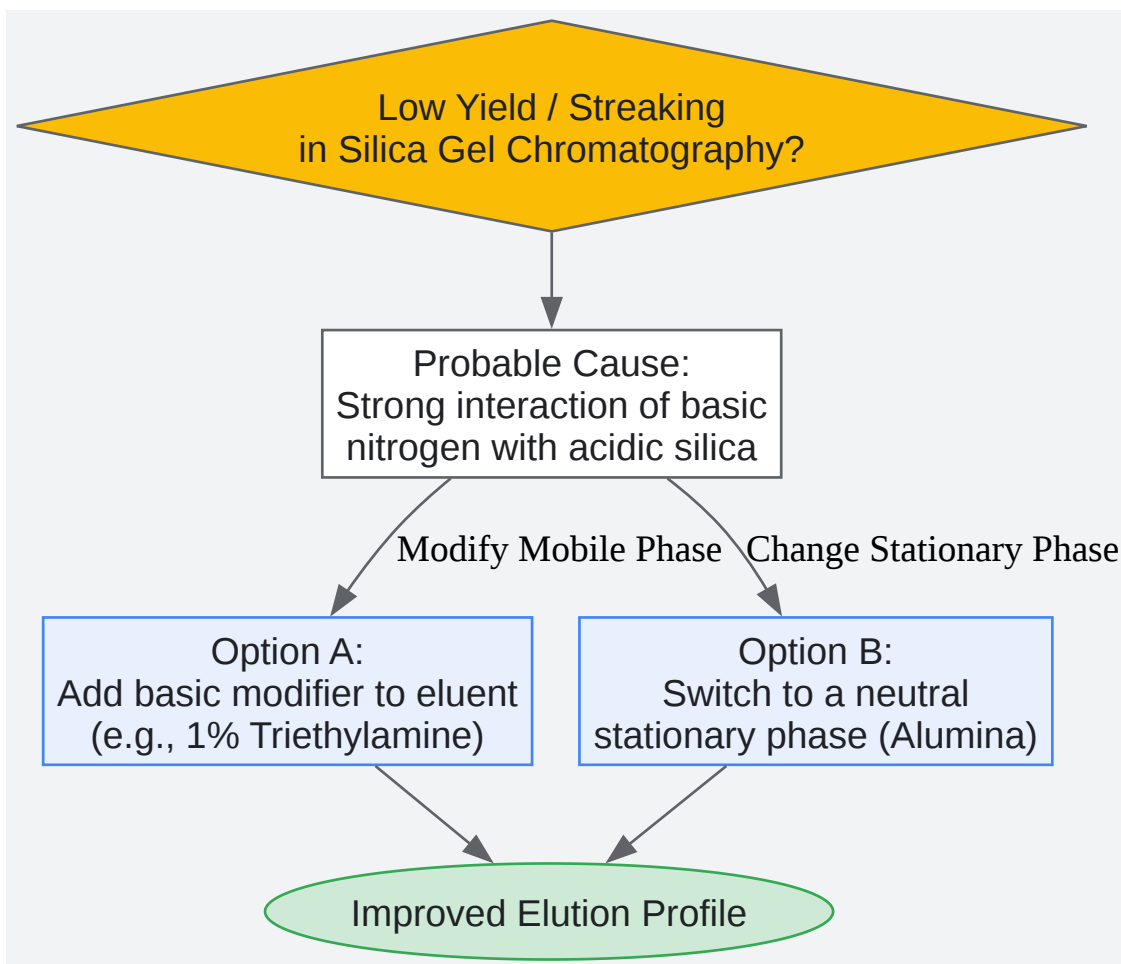 Low Yield / Streaking
in Silica Gel Chromatography?
Probable Cause:
Strong interaction of basic
nitrogen with acidic silica
Modify Mobile Phase
Change Stationary Phase
Option A:
Add basic modifier to eluent
(e.g., 1% Triethylamine)
Option B:
Switch to a neutral
stationary phase (Alumina)
Improved Elution Profile